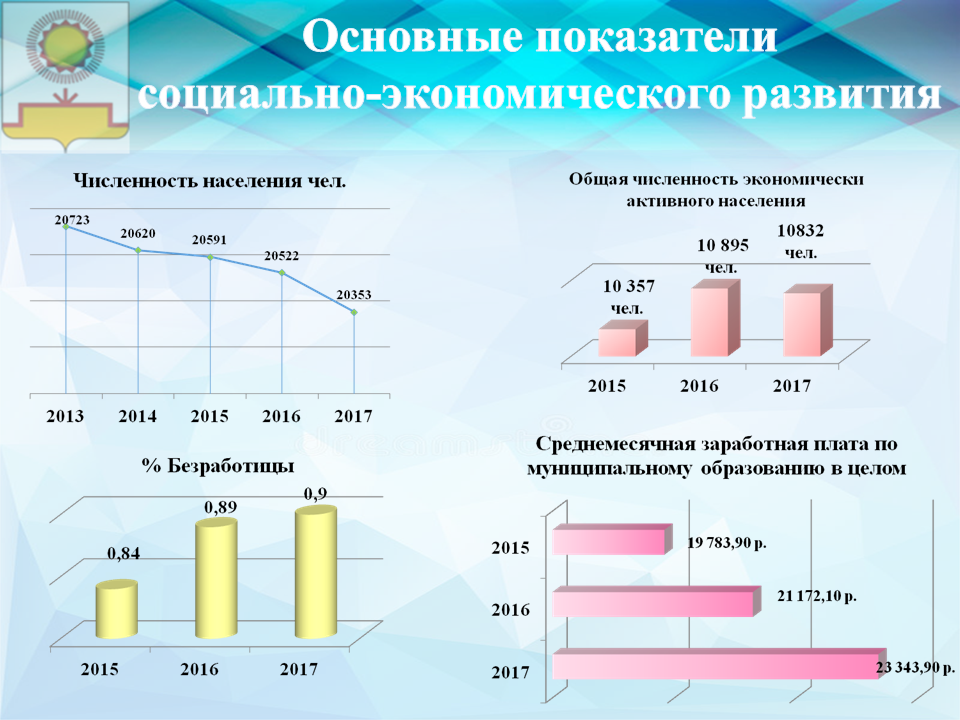 Основные показатели
социально-экономического развития
Численность населения чел.
20723
20620
20591
20522
20353
2013 2014 2015 2016 2017
Общая численность экономически
активного населения
10 357
чел.
10 895
чел.
10832
чел.
2015 2016 2017
% Безработицы
0,84
0,89
0,9
2015 2016 2017
Среднемесячная заработная плата по
муниципальному образованию в целом
2015 19 783,90 р.
2016 21 172,10 р.
2017 23 343,90 р.